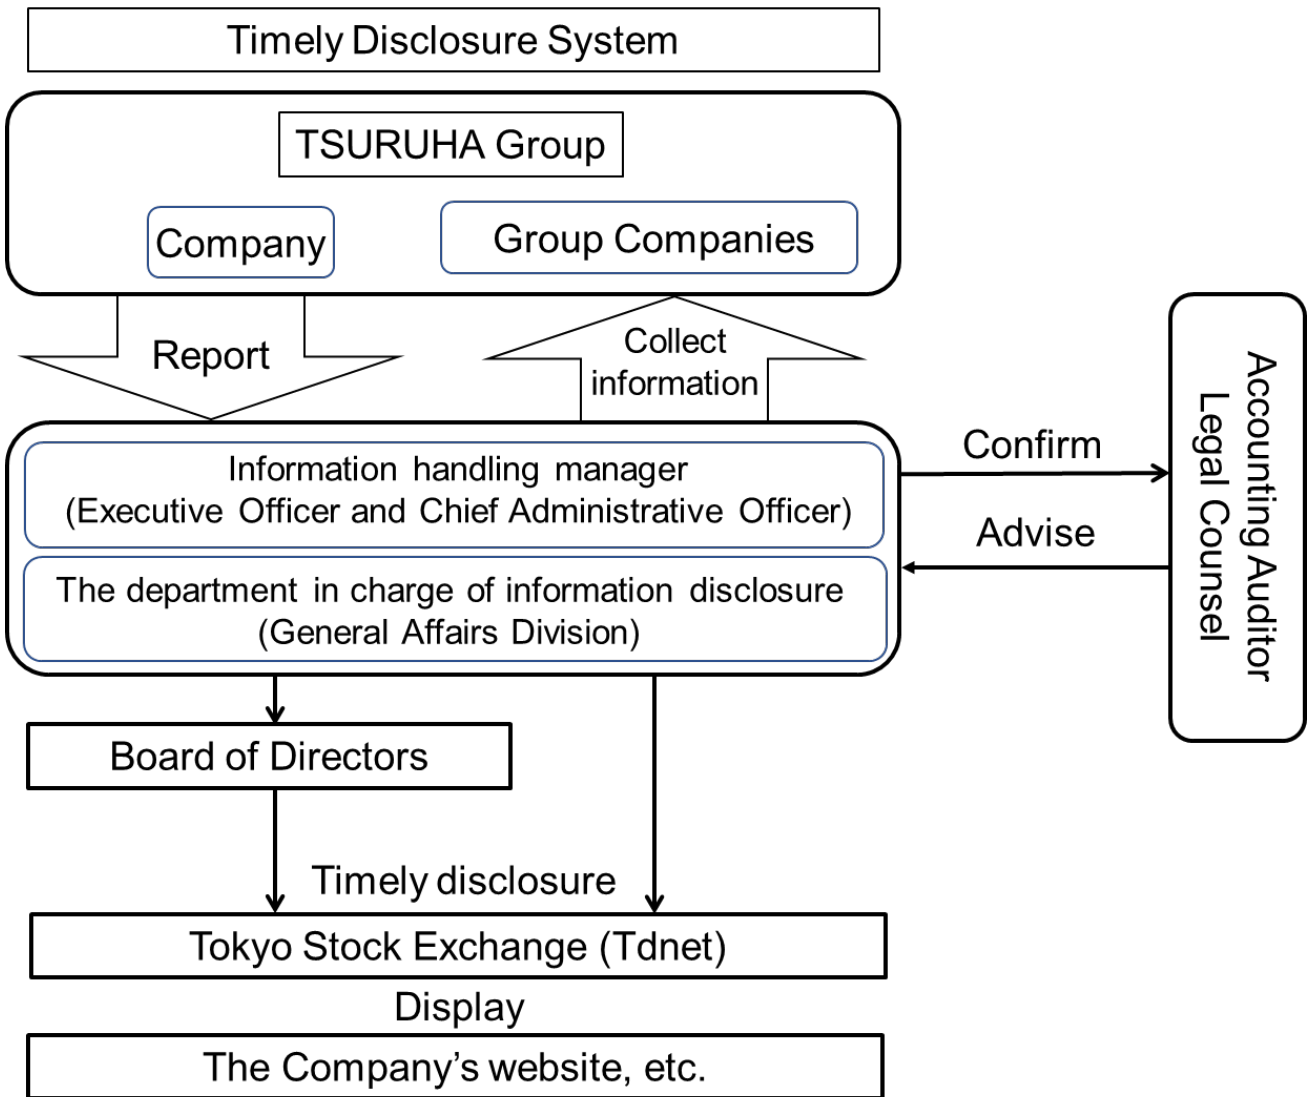 Timely Disclosure System
TSURUHA Group
Company
Group Companies
Report
Collect
information
Information handling manager
(Executive Officer and Chief Administrative Officer)
The department in charge of information disclosure
(General Affairs Division)
Confirm
Advise
Accounting Auditor
Legal Counsel
Board of Directors
Timely disclosure
Tokyo Stock Exchange (Tdnet)
Display
The Company’s website, etc.